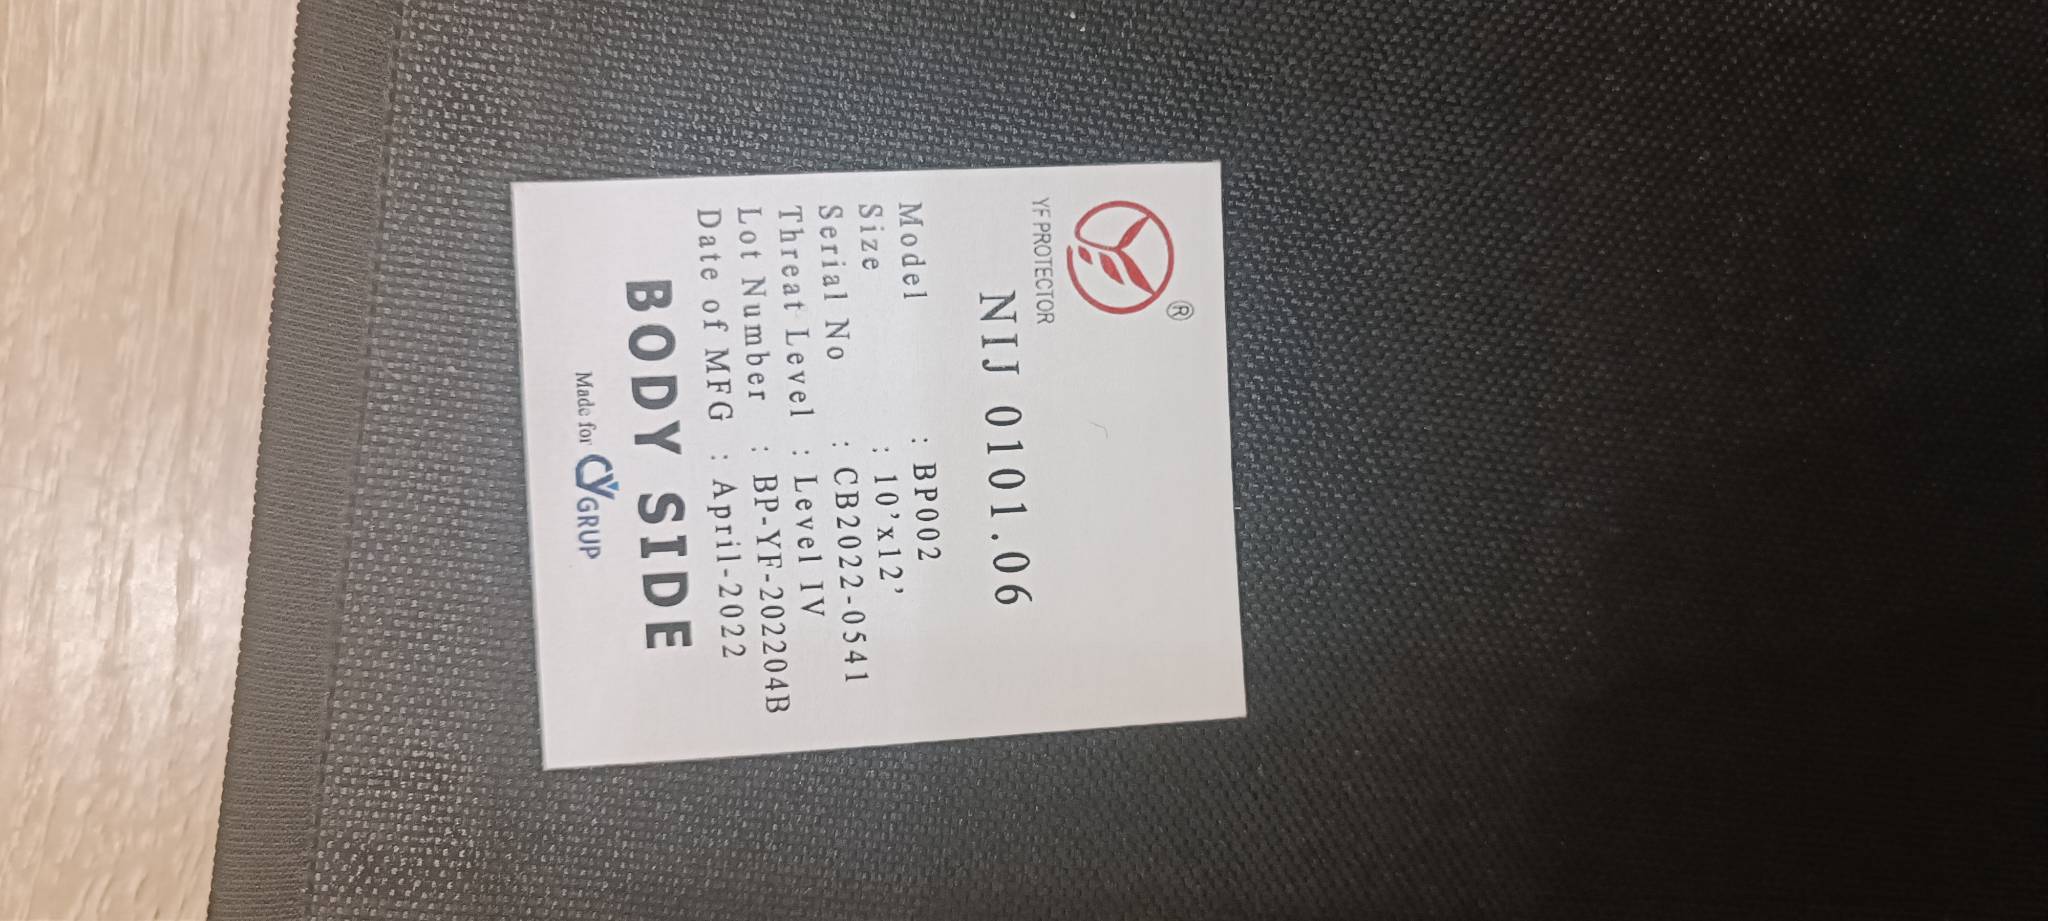 ®
YF PROTECTOR
NIJ 0101.06
Model : BP002
Size : 10'x12'
Serial No : CB2022-0541
Threat Level : Level IV
Lot Number : BP-YF-202204B
Date of MFG : April-2022
BODY SIDE
Made for CY GRUP